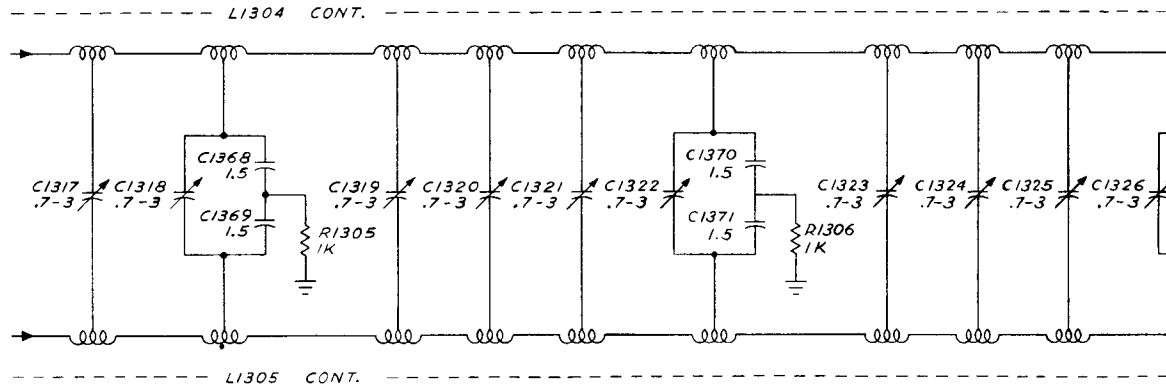 L1304 CONT.
C1368
1.5
C1370
1.5
C1317
.7-3
C1318
.7-3
C1319
.7-3
C1320
.7-3
C1321
.7-3
C1322
.7-3
C1323
.7-3
C1324
.7-3
C1325
.7-3
C1326
.7-3
C1369
1.5
R1305
1K
C1371
1.5
R1306
1K
L1305 CONT.